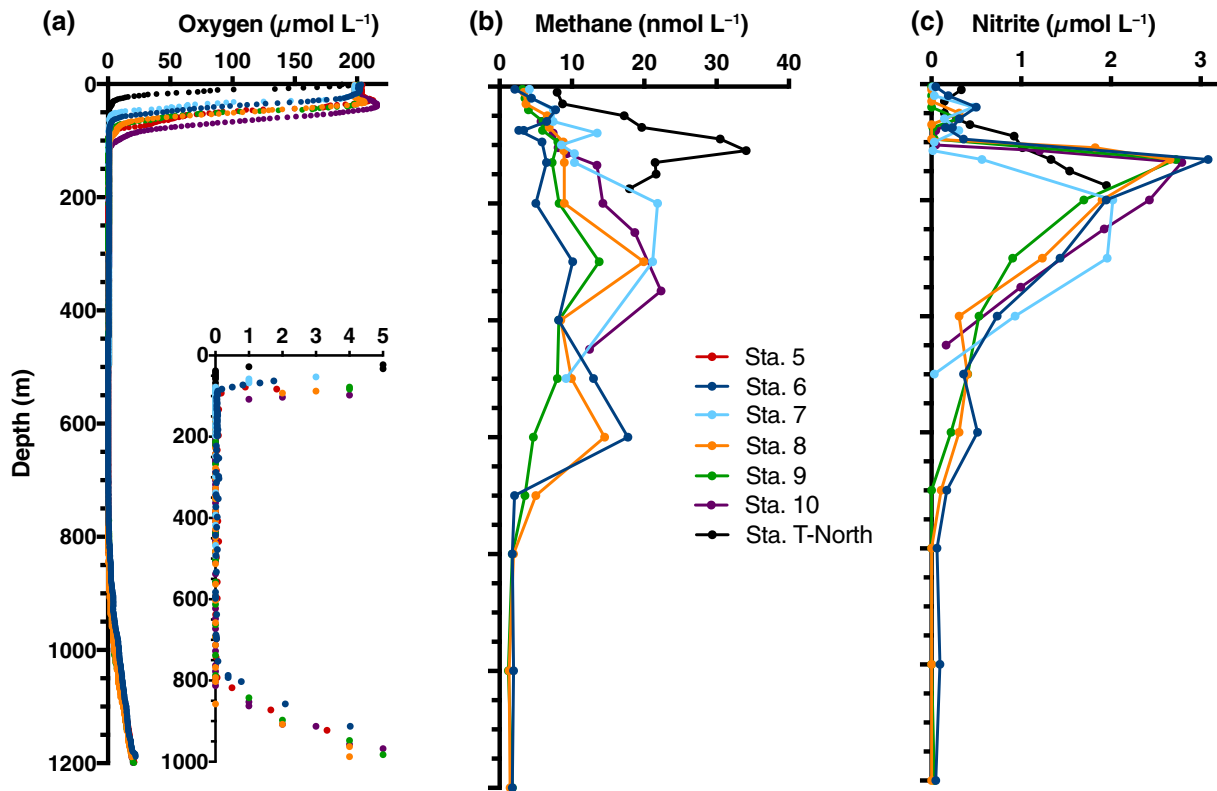 (a) Oxygen (µmol L⁻¹)
0 50 100 150 200
0
200
400
600
800
1000
1200
Depth (m)
0 1 2 3 4 5
0
200
400
600
800
1000
(b) Methane (nmol L⁻¹)
0 10 20 30 40
Sta. 5
Sta. 6
Sta. 7
Sta. 8
Sta. 9
Sta. 10
Sta. T-North
(c) Nitrite (µmol L⁻¹)
0 1 2 3